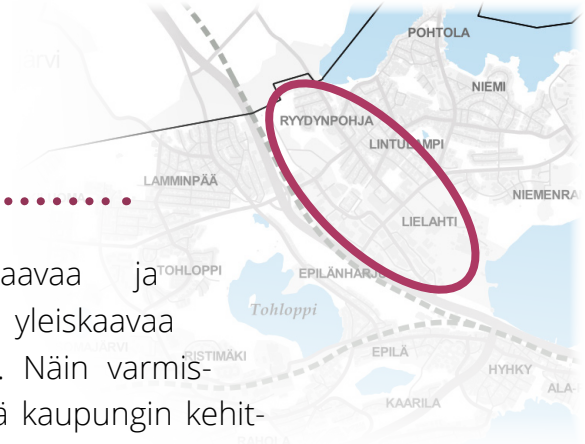 POHTOLA
NIEMI
RYYDYNPOHJA
LINTULAMPI
LAMMINPÄÄ
NIEMENRA
LIELAHTI
aavaa ja
TOHLOPPI
EPILÄNHARJU
Tohloppi
yleiskaavaa
. Näin varmis-
RISTIMÄKI
EPILÄ
HYHKY
ALA-
ä kaupungin kehit-
KAARILA
RAHOLA